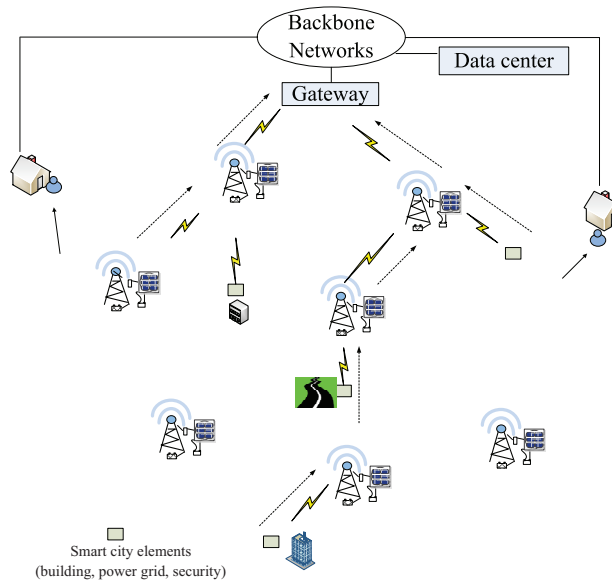 Backbone
Networks
Data center
Gateway
Smart city elements
(building, power grid, security)